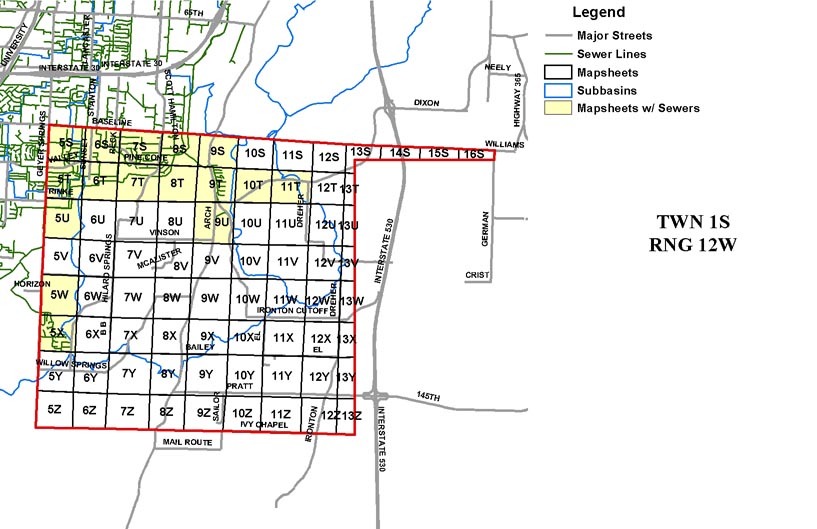 65TH
UNIVERSITY
LANCASTER
INTERSTATE 30
INTERSTATE 30
STANTON
SCOTT HAMILTON
BASELINE
DIXON
NEELY
HIGHWAY 365
WILLIAMS
GEYER SPRINGS
5S 6S 7S 8S 9S 10S 11S 12S 13S 14S 15S 16S
VALLEY
PINE CONE
5T 6T 7T 8T 9T 10T 11T 12T 13T
RINKE
DREHER
5U 6U 7U 8U ARCH 9U 10U 11U 12U 13U
VINSON
GERMAN
INTERSTATE 530
5V 6V 7V 8V 9V 10V 11V 12V 13V
MCALISTER
HILARO SPRINGS
CRIST
HORIZON
5W 6W 7W 8W 9W 10W 11W 12W 13W
DREHER
IRONTON CUTOFF
5X 6X 7X 8X 9X 10X 11X 12X 13X
B B
EL
EL
BAILEY
WILLOW SPRINGS
5Y 6Y 7Y 8Y 9Y 10Y 11Y 12Y 13Y
PRATT
145TH
5Z 6Z 7Z 8Z 9Z 10Z 11Z 12Z 13Z
SAILOR
IVY CHAPEL
IRONTON
MAIL ROUTE
INTERSTATE 530
Legend
Major Streets
Sewer Lines
Mapsheets
Subbasins
Mapsheets w/ Sewers
TWN 1S
RNG 12W